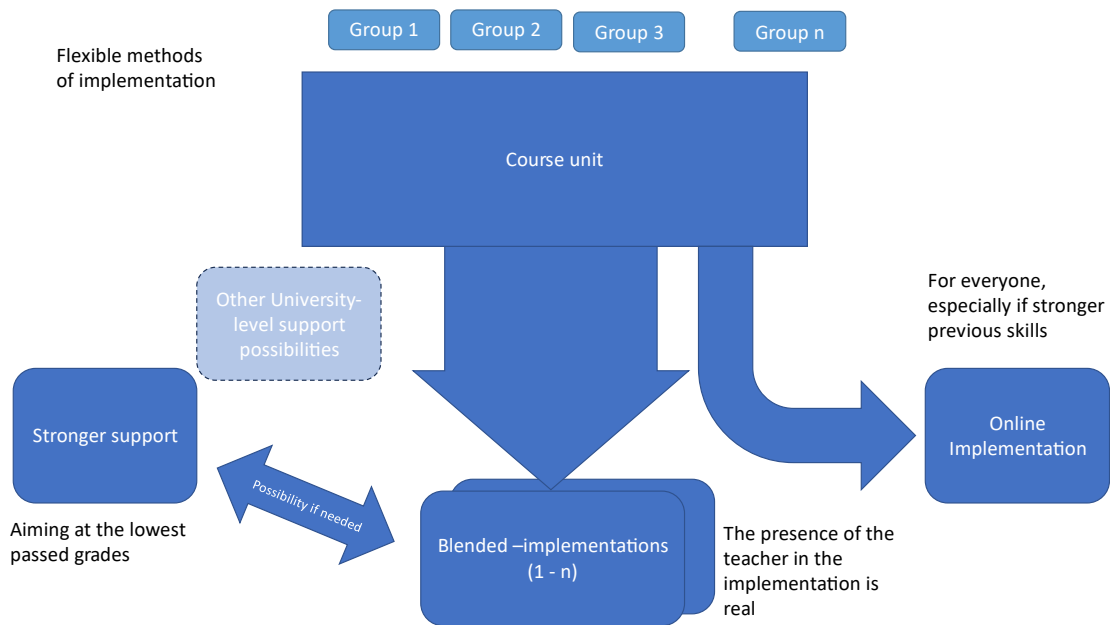 Group 1
Group 2
Group 3
Group n
Flexible methods
of implementation
Course unit
Other University-
level support
possibilities
For everyone,
especially if stronger
previous skills
Stronger support
Online
Implementation
Possibility if needed
Aiming at the lowest
passed grades
Blended –implementations
(1 - n)
The presence of the
teacher in the
implementation is
real